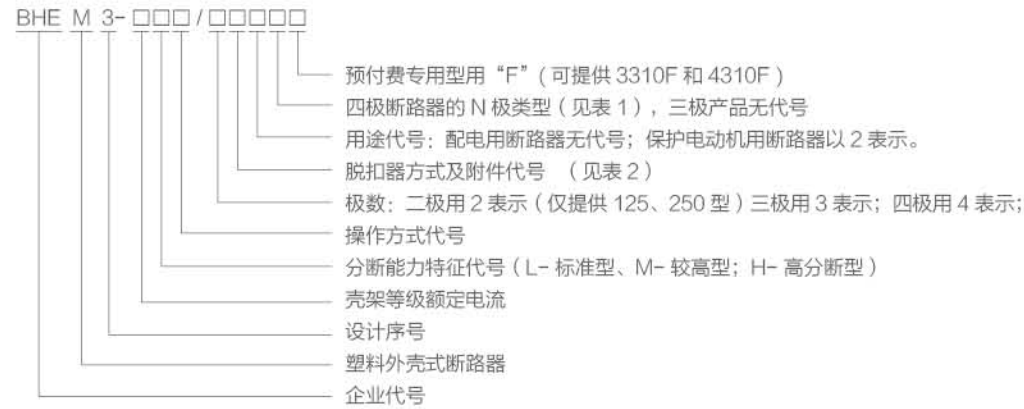 BHE M 3-□□□/□□□□□
预付费专用型用“F”(可提供 3310F 和 4310F)
四极断路器的 N 极类型(见表 1),三极产品无代号
用途代号:配电用断路器无代号;保护电动机用断路器以 2 表示。
脱扣器方式及附件代号 (见表 2)
极数:二极用 2 表示(仅提供 125、250 型)三极用 3 表示;四极用 4 表示;
操作方式代号
分断能力特征代号(L- 标准型、M- 较高型;H- 高分断型)
壳架等级额定电流
设计序号
塑料外壳式断路器
企业代号